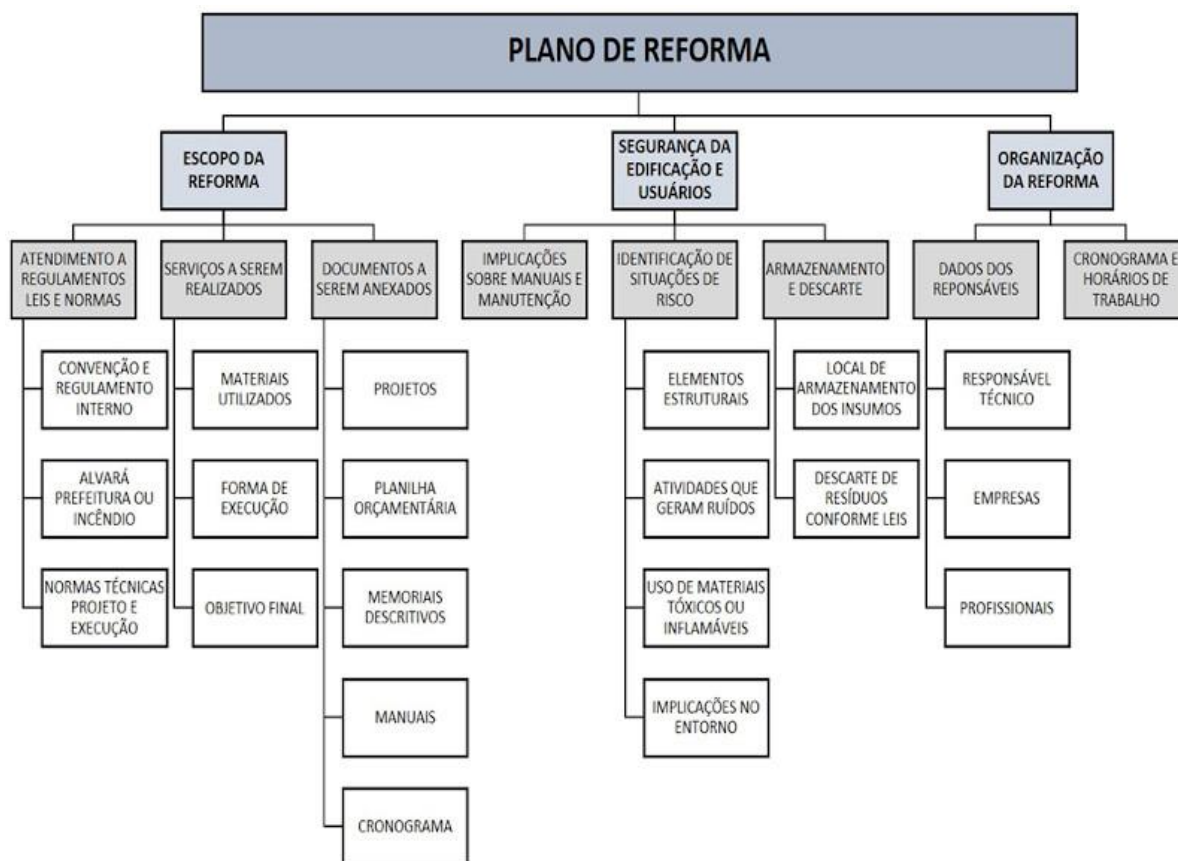 PLANO DE REFORMA
ESCOPO DA
REFORMA
SEGURANÇA DA
EDIFICAÇÃO E
USUÁRIOS
ORGANIZAÇÃO
DA REFORMA
ATENDIMENTO A
REGULAMENTOS
LEIS E NORMAS
SERVIÇOS A SEREM
REALIZADOS
DOCUMENTOS A
SEREM ANEXADOS
IMPLICAÇÕES
SOBRE MANUAIS E
MANUTENÇÃO
IDENTIFICAÇÃO DE
SITUAÇÕES DE
RISCO
ARMAZENAMENTO
E DESCARTE
DADOS DOS
REPONSÁVEIS
CRONOGRAMA E
HORÁRIOS DE
TRABALHO
CONVENÇÃO E
REGULAMENTO
INTERNO
MATERIAIS
UTILIZADOS
PROJETOS
ELEMENTOS
ESTRUTURAIS
LOCAL DE
ARMAZENAMENTO
DOS INSUMOS
RESPONSÁVEL
TÉCNICO
ALVARÁ
PREFEITURA OU
INCÊNDIO
FORMA DE
EXECUÇÃO
PLANILHA
ORÇAMENTÁRIA
ATIVIDADES QUE
GERAM RUÍDOS
DESCARTE DE
RESÍDUOS
CONFORME LEIS
EMPRESAS
NORMAS TÉCNICAS
PROJETO E
EXECUÇÃO
OBJETIVO FINAL
MEMORIAIS
DESCRITIVOS
USO DE MATERIAIS
TÓXICOS OU
INFLAMÁVEIS
PROFISSIONAIS
MANUAIS
IMPLICAÇÕES NO
ENTORNO
CRONOGRAMA